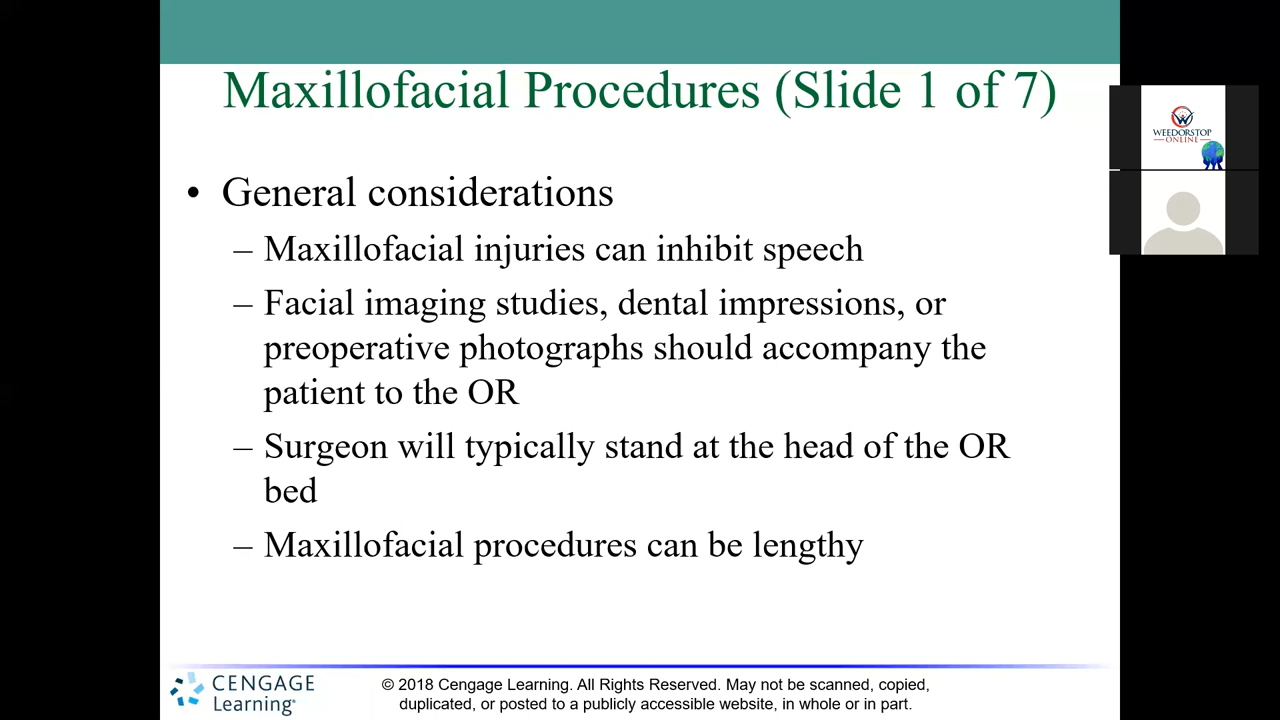 Maxillofacial Procedures (Slide 1 of 7)
• General considerations
– Maxillofacial injuries can inhibit speech
– Facial imaging studies, dental impressions, or
preoperative photographs should accompany the
patient to the OR
– Surgeon will typically stand at the head of the OR
bed
– Maxillofacial procedures can be lengthy
WEEDORSTOP
ONLINE
CENGAGE
Learning®
© 2018 Cengage Learning. All Rights Reserved. May not be scanned, copied,
duplicated, or posted to a publicly accessible website, in whole or in part.